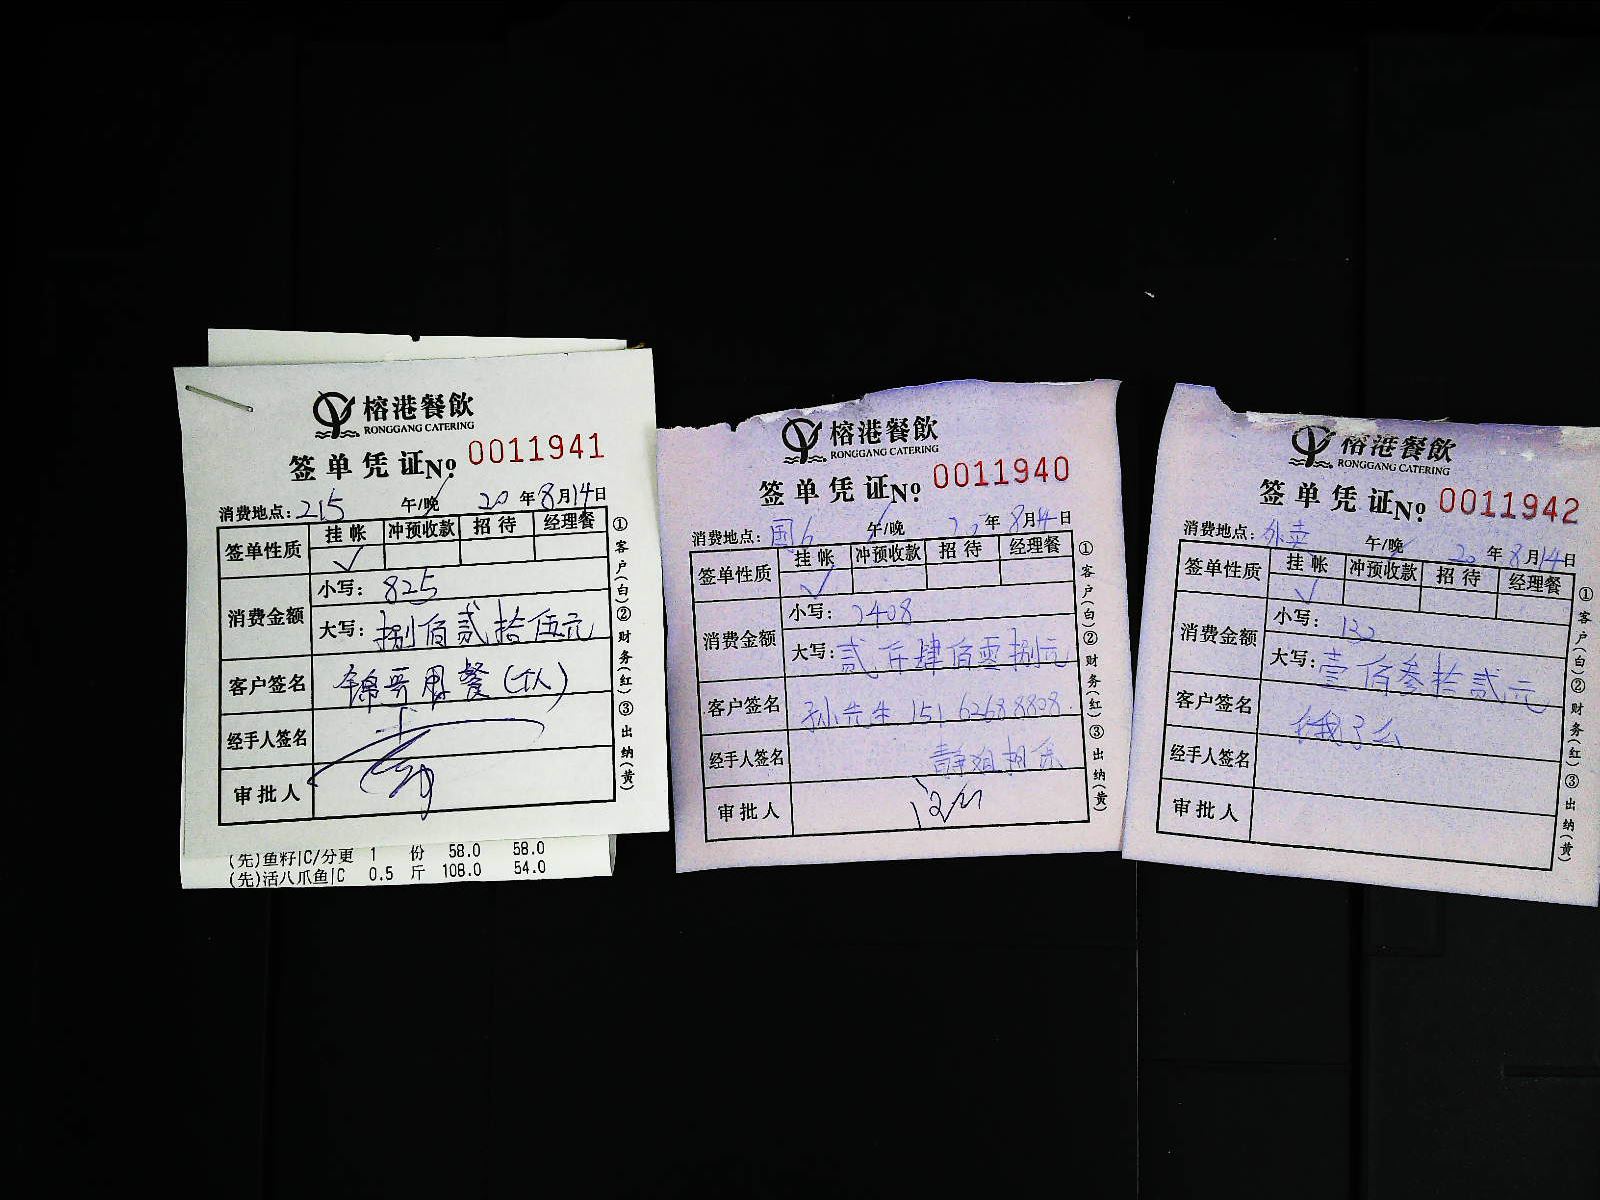 榕港餐飲
RONGGANG CATERING
签单凭证№ 0011941
消费地点: 215 午/晚 20 年 8 月 14 日
签单性质 挂帐 冲预收款 招待 经理餐
✓
消费金额 小写: 825
大写: 捌佰贰拾伍元
客户签名 锦哥用餐
经手人签名
审批人
①客户(白)②财务(红)③出纳(黄)
(先)鱼籽|C/分更 1 份 58.0 58.0
(先)活八爪鱼|C 0.5 斤 108.0 54.0
榕港餐飲
RONGGANG CATERING
签单凭证№ 0011940
消费地点: 國6 午/晚 20 年 8 月 14 日
签单性质 挂帐 冲预收款 招待 经理餐
✓
消费金额 小写: 2408
大写: 贰仟肆佰零捌元
客户签名 孙先生 151 6268 8808
经手人签名 静姐
审批人
①客户(白)②财务(红)③出纳(黄)
榕港餐飲
RONGGANG CATERING
签单凭证№ 0011942
消费地点: 外卖 午/晚 20 年 8 月 14 日
签单性质 挂帐 冲预收款 招待 经理餐
✓
消费金额 小写: 132
大写: 壹佰叁拾贰元
客户签名 饿了么
经手人签名
审批人
①客户(白)②财务(红)③出纳(黄)